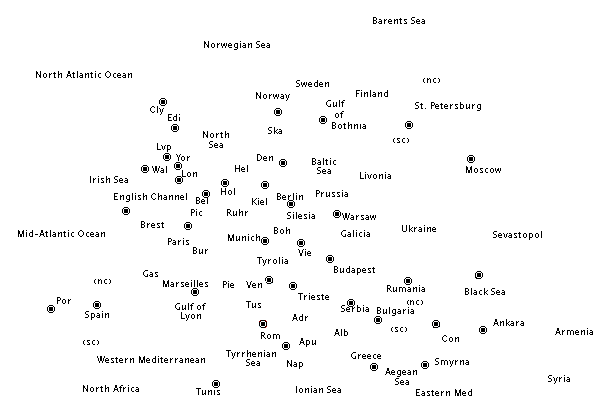 Barents Sea
Norwegian Sea
North Atlantic Ocean
(nc)
Sweden
Finland
Norway
Gulf
of
Bothnia
St. Petersburg
Cly
Edi
Ska
North
Sea
(sc)
Lvp
Yor
Den
Baltic
Sea
Wal
Lon
Hel
Livonia
Moscow
Irish Sea
English Channel
Bel
Hol
Kiel
Berlin
Prussia
Pic
Ruhr
Silesia
Warsaw
Brest
Mid-Atlantic Ocean
Paris
Bur
Munich
Boh
Galicia
Ukraine
Sevastopol
Vie
Tyrolia
Budapest
Gas
(nc)
Marseilles
Pie
Ven
Rumania
Black Sea
Por
Spain
Gulf of
Lyon
Tus
Trieste
Serbia
(nc)
Bulgaria
(sc)
Adr
Rom
Alb
Con
Ankara
Armenia
(sc)
Apu
Western Mediterranean
Tyrrhenian
Sea
Nap
Greece
Aegean
Sea
Smyrna
Syria
North Africa
Tunis
Ionian Sea
Eastern Med